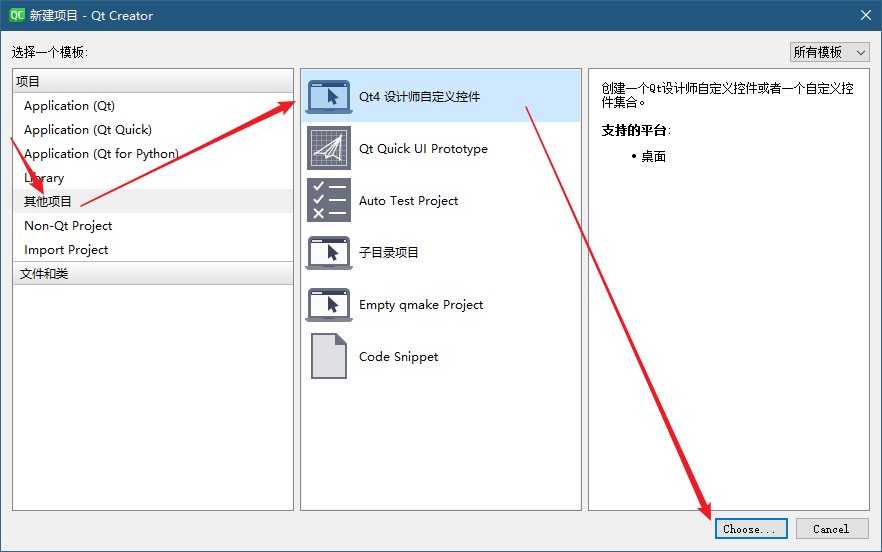 QC 新建项目 - Qt Creator
选择一个模板:
所有模板
项目
Application (Qt)
Application (Qt Quick)
Application (Qt for Python)
Library
其他项目
Non-Qt Project
Import Project
文件和类
Qt4 设计师自定义控件
Qt Quick UI Prototype
Auto Test Project
子目录项目
Empty qmake Project
Code Snippet
创建一个Qt设计师自定义控件或者一个自定义控
件集合。
支持的平台:
• 桌面
Choose...
Cancel